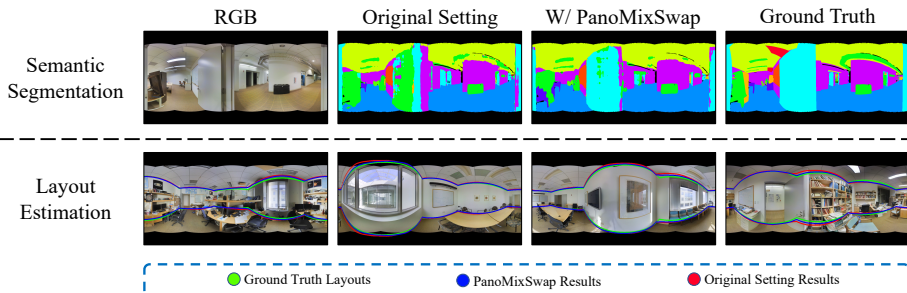 RGB
Original Setting
W/ PanoMixSwap
Ground Truth
Semantic
Segmentation
Layout
Estimation
Ground Truth Layouts
PanoMixSwap Results
Original Setting Results